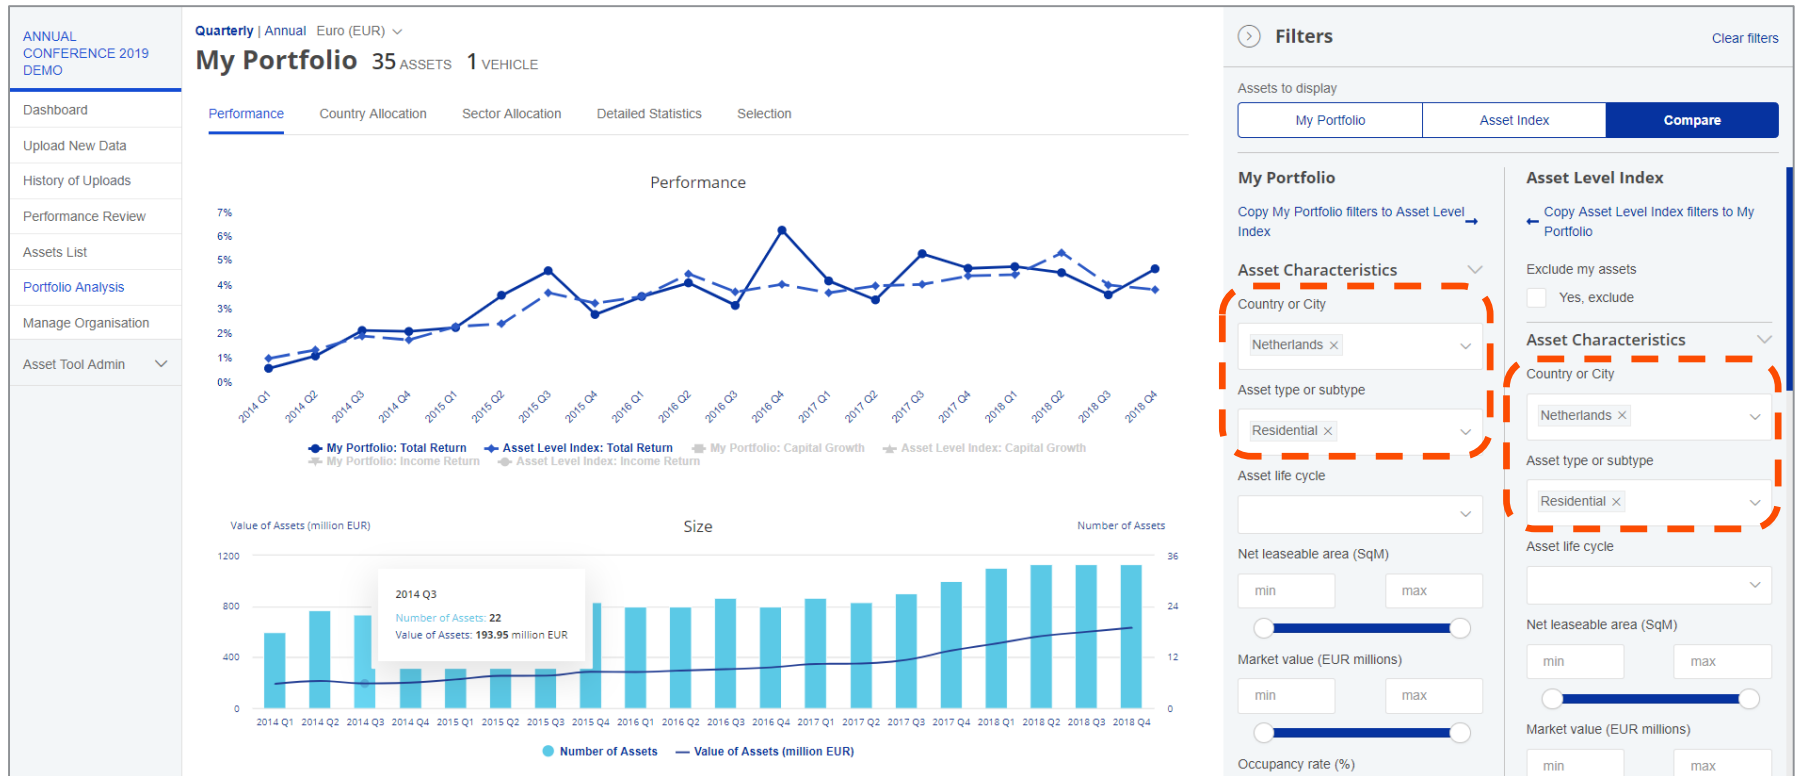 ANNUAL
CONFERENCE 2019
DEMO
Dashboard
Upload New Data
History of Uploads
Performance Review
Assets List
Portfolio Analysis
Manage Organisation
Asset Tool Admin
Quarterly | Annual Euro (EUR)
My Portfolio 35 ASSETS 1 VEHICLE
Performance Country Allocation Sector Allocation Detailed Statistics Selection
Performance
7%
6%
5%
4%
3%
2%
1%
0%
2014 Q1 2014 Q2 2014 Q3 2014 Q4 2015 Q1 2015 Q2 2015 Q3 2015 Q4 2016 Q1 2016 Q2 2016 Q3 2016 Q4 2017 Q1 2017 Q2 2017 Q3 2017 Q4 2018 Q1 2018 Q2 2018 Q3 2018 Q4
My Portfolio: Total Return Asset Level Index: Total Return My Portfolio: Capital Growth Asset Level Index: Capital Growth
My Portfolio: Income Return Asset Level Index: Income Return
Value of Assets (million EUR) Size Number of Assets
1200 36
800 24
400 12
0 0
2014 Q3
Number of Assets: 22
Value of Assets: 193.95 million EUR
2014 Q1 2014 Q2 2014 Q3 2014 Q4 2015 Q1 2015 Q2 2015 Q3 2015 Q4 2016 Q1 2016 Q2 2016 Q3 2016 Q4 2017 Q1 2017 Q2 2017 Q3 2017 Q4 2018 Q1 2018 Q2 2018 Q3 2018 Q4
Number of Assets Value of Assets (million EUR)
Filters Clear filters
Assets to display
My Portfolio Asset Index Compare
My Portfolio
Copy My Portfolio filters to Asset Level
Index
Asset Characteristics
Country or City
Netherlands ×
Asset type or subtype
Residential ×
Asset life cycle
Net leaseable area (SqM)
min max
Market value (EUR millions)
min max
Occupancy rate (%)
Asset Level Index
Copy Asset Level Index filters to My
Portfolio
Exclude my assets
Yes, exclude
Asset Characteristics
Country or City
Netherlands ×
Asset type or subtype
Residential ×
Asset life cycle
Net leaseable area (SqM)
min max
Market value (EUR millions)
min max